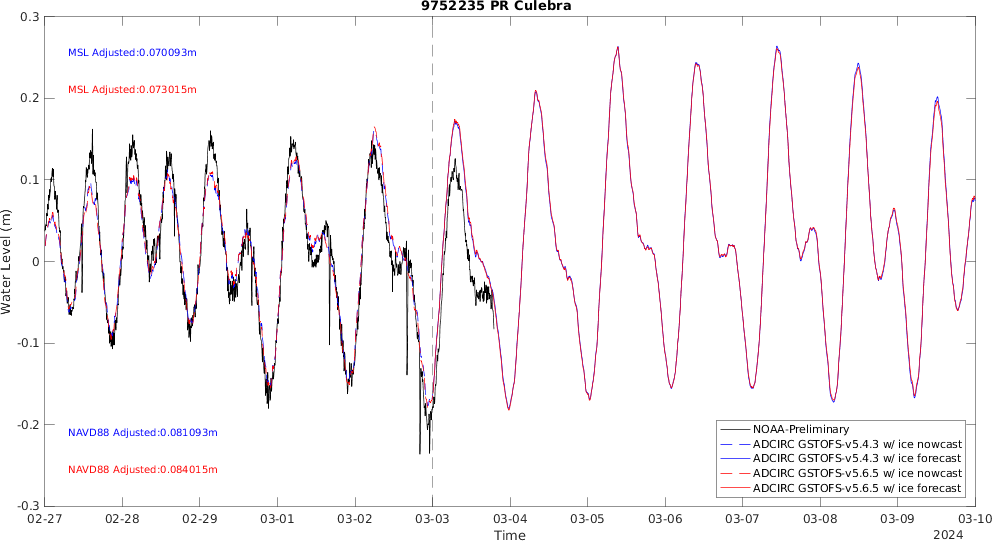 9752235 PR Culebra
0.3
MSL Adjusted:0.070093m
MSL Adjusted:0.073015m
0.2
0.1
0
-0.1
-0.2
-0.3
Water Level (m)
NAVD88 Adjusted:0.081093m
NAVD88 Adjusted:0.084015m
NOAA-Preliminary
ADCIRC GSTOFS-v5.4.3 w/ ice nowcast
ADCIRC GSTOFS-v5.4.3 w/ ice forecast
ADCIRC GSTOFS-v5.6.5 w/ ice nowcast
ADCIRC GSTOFS-v5.6.5 w/ ice forecast
02-27 02-28 02-29 03-01 03-02 03-03 03-04 03-05 03-06 03-07 03-08 03-09 03-10
Time
2024